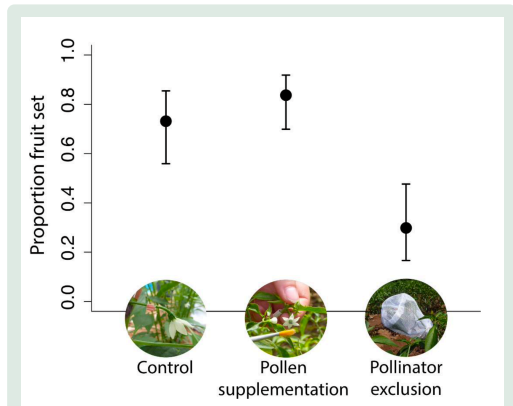 Proportion fruit set
1.0
0.8
0.6
0.4
0.2
0.0
Control
Pollen
supplementation
Pollinator
exclusion